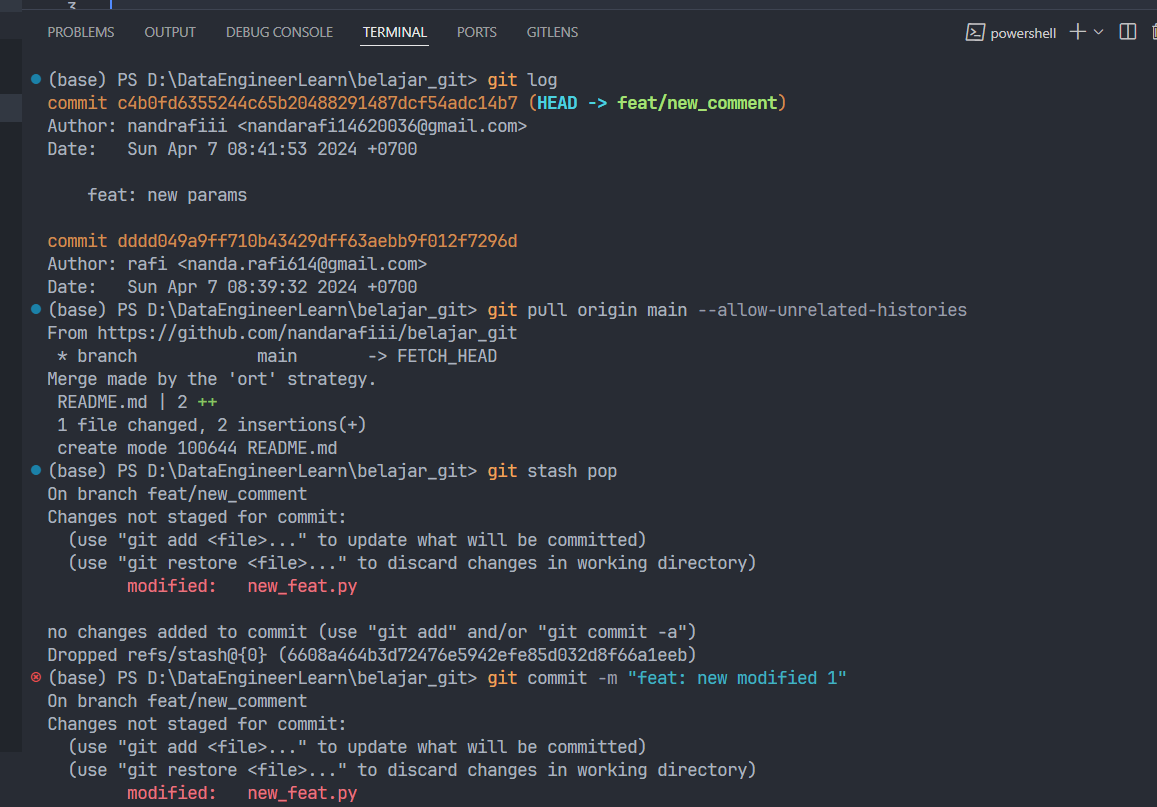 3
PROBLEMS OUTPUT DEBUG CONSOLE TERMINAL PORTS GITLENS powershell
(base) PS D:\DataEngineerLearn\belajar_git> git log
commit c4b0fd6355244c65b20488291487dcf54adc14b7 (HEAD -> feat/new_comment)
Author: nandrafiii <nandarafi14620036@gmail.com>
Date:   Sun Apr 7 08:41:53 2024 +0700
    feat: new params
commit dddd049a9ff710b43429dff63aebb9f012f7296d
Author: rafi <nanda.rafi614@gmail.com>
Date:   Sun Apr 7 08:39:32 2024 +0700
(base) PS D:\DataEngineerLearn\belajar_git> git pull origin main --allow-unrelated-histories
From https://github.com/nandarafiii/belajar_git
 * branch            main       -> FETCH_HEAD
Merge made by the 'ort' strategy.
 README.md | 2 ++
 1 file changed, 2 insertions(+)
 create mode 100644 README.md
(base) PS D:\DataEngineerLearn\belajar_git> git stash pop
On branch feat/new_comment
Changes not staged for commit:
  (use "git add <file>..." to update what will be committed)
  (use "git restore <file>..." to discard changes in working directory)
        modified:   new_feat.py
no changes added to commit (use "git add" and/or "git commit -a")
Dropped refs/stash@{0} (6608a464b3d72476e5942efe85d032d8f66a1eeb)
(base) PS D:\DataEngineerLearn\belajar_git> git commit -m "feat: new modified 1"
On branch feat/new_comment
Changes not staged for commit:
  (use "git add <file>..." to update what will be committed)
  (use "git restore <file>..." to discard changes in working directory)
        modified:   new_feat.py